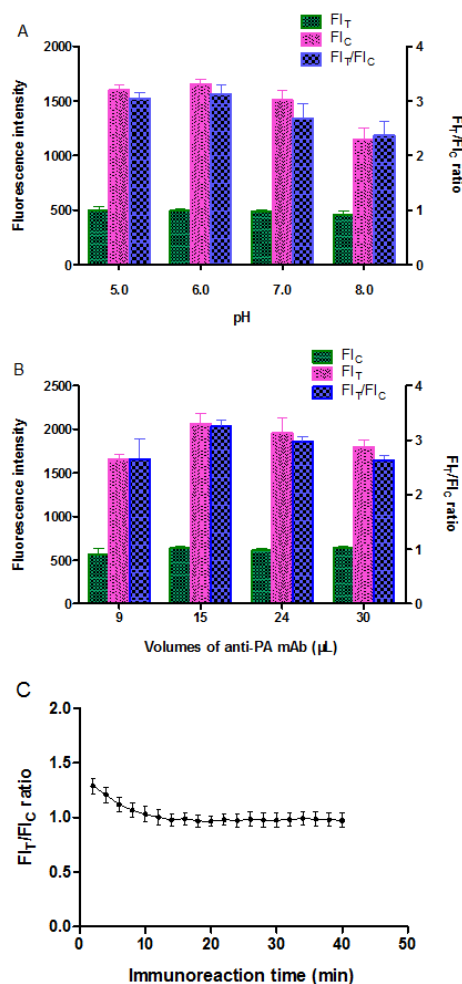 A
FI_T
FI_C
FI_T/FI_C
2000
1500
1000
500
0
4
3
2
1
0
Fluorescence intensity
FI_T/FI_C ratio
5.0 6.0 7.0 8.0
pH
B
FI_C
FI_T
FI_T/FI_C
2500
2000
1500
1000
500
0
4
3
2
1
0
Fluorescence intensity
FI_T/FI_C ratio
9 15 24 30
Volumes of anti-PA mAb (µL)
C
2.0
1.5
1.0
0.5
0.0
FI_T/FI_C ratio
0 10 20 30 40 50
Immunoreaction time (min)